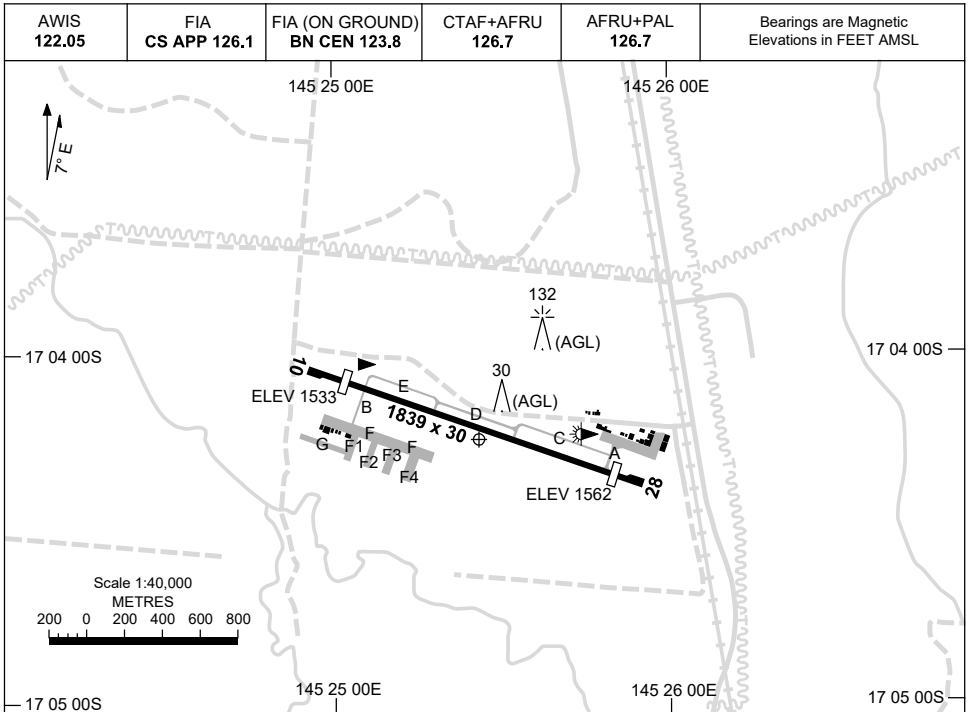 AWIS
122.05
FIA
CS APP 126.1
FIA (ON GROUND)
BN CEN 123.8
CTAF+AFRU
126.7
AFRU+PAL
126.7
Bearings are Magnetic
Elevations in FEET AMSL
145 25 00E
145 26 00E
7° E
132
(AGL)
17 04 00S
17 04 00S
30
(AGL)
10
ELEV 1533
E
B
D
1839 x 30
C
A
F
G
F1
F2
F3
F
F4
ELEV 1562
28
Scale 1:40,000
METRES
200 0 200 400 600 800
145 25 00E
145 26 00E
17 05 00S
17 05 00S